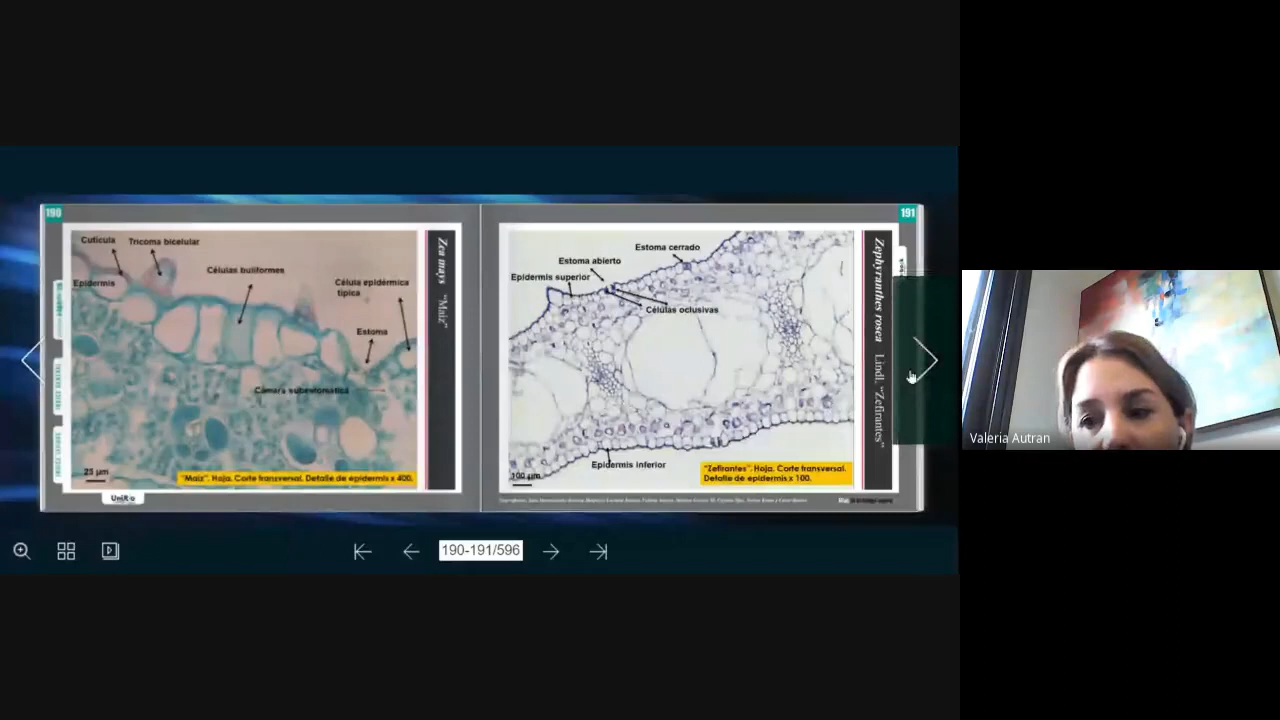 190
Cutícula
Tricoma bicelular
Células buliformes
Epidermis
Célula epidérmica
típica
Estoma
Cámara subestomática
25 µm
"Maíz". Hoja. Corte transversal. Detalle de epidermis x 400.
Zea mays "Maíz"
UniRío
191
Estoma cerrado
Estoma abierto
Epidermis superior
Células oclusivas
Epidermis inferior
100 µm
"Zefirantes". Hoja. Corte transversal.
Detalle de epidermis x 100.
Zephyranthes rosea Lindl. "Zefirantes"
190-191/596
Valeria Autran